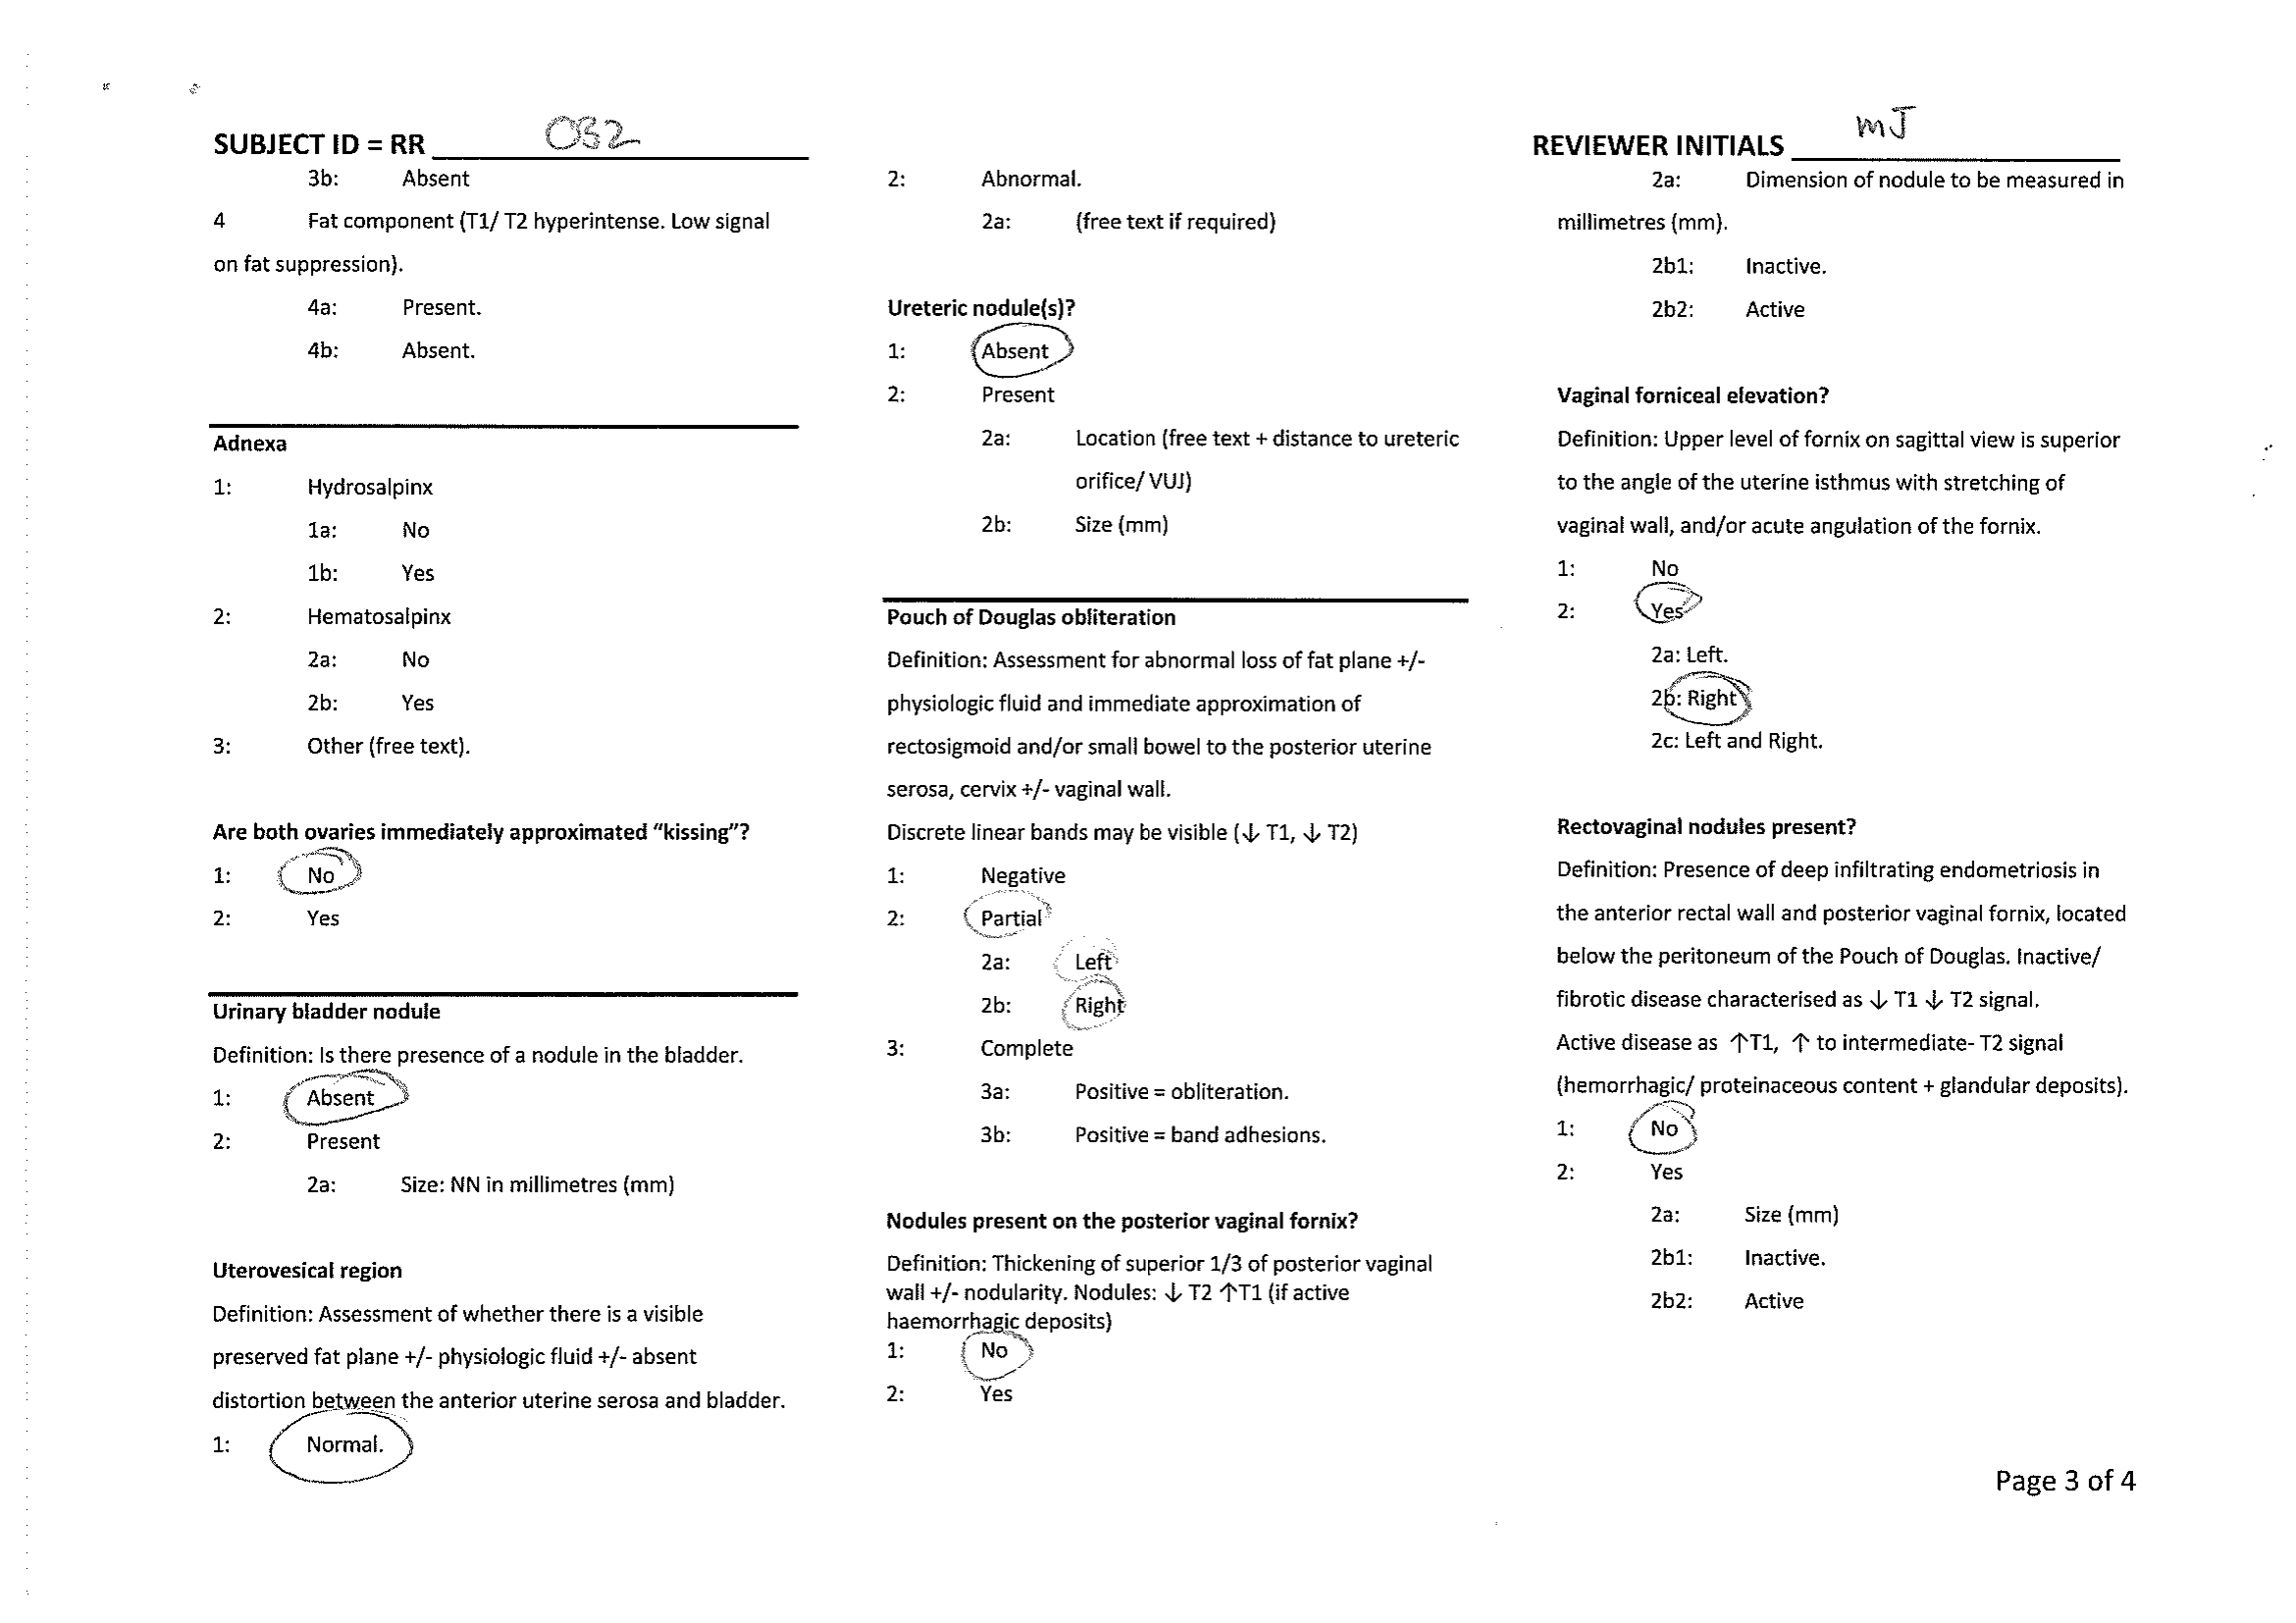 SUBJECT ID = RR 032
REVIEWER INITIALS MJ
3b: Absent
4 Fat component (T1/ T2 hyperintense. Low signal
on fat suppression).
4a: Present.
4b: Absent.
Adnexa
1: Hydrosalpinx
1a: No
1b: Yes
2: Hematosalpinx
2a: No
2b: Yes
3: Other (free text).
Are both ovaries immediately approximated “kissing”?
1: No
2: Yes
Urinary bladder nodule
Definition: Is there presence of a nodule in the bladder.
1: Absent
2: Present
2a: Size: NN in millimetres (mm)
Uterovesical region
Definition: Assessment of whether there is a visible
preserved fat plane +/- physiologic fluid +/- absent
distortion between the anterior uterine serosa and bladder.
1: Normal.
2: Abnormal.
2a: (free text if required)
Ureteric nodule(s)?
1: Absent
2: Present
2a: Location (free text + distance to ureteric
orifice/ VUJ)
2b: Size (mm)
Pouch of Douglas obliteration
Definition: Assessment for abnormal loss of fat plane +/-
physiologic fluid and immediate approximation of
rectosigmoid and/or small bowel to the posterior uterine
serosa, cervix +/- vaginal wall.
Discrete linear bands may be visible (↓ T1, ↓ T2)
1: Negative
2: Partial
2a: Left
2b: Right
3: Complete
3a: Positive = obliteration.
3b: Positive = band adhesions.
Nodules present on the posterior vaginal fornix?
Definition: Thickening of superior 1/3 of posterior vaginal
wall +/- nodularity. Nodules: ↓ T2 ↑T1 (if active
haemorrhagic deposits)
1: No
2: Yes
2a: Dimension of nodule to be measured in
millimetres (mm).
2b1: Inactive.
2b2: Active
Vaginal forniceal elevation?
Definition: Upper level of fornix on sagittal view is superior
to the angle of the uterine isthmus with stretching of
vaginal wall, and/or acute angulation of the fornix.
1: No
2: Yes
2a: Left.
2b: Right
2c: Left and Right.
Rectovaginal nodules present?
Definition: Presence of deep infiltrating endometriosis in
the anterior rectal wall and posterior vaginal fornix, located
below the peritoneum of the Pouch of Douglas. Inactive/
fibrotic disease characterised as ↓ T1 ↓ T2 signal.
Active disease as ↑T1, ↑ to intermediate- T2 signal
(hemorrhagic/ proteinaceous content + glandular deposits).
1: No
2: Yes
2a: Size (mm)
2b1: Inactive.
2b2: Active
Page 3 of 4